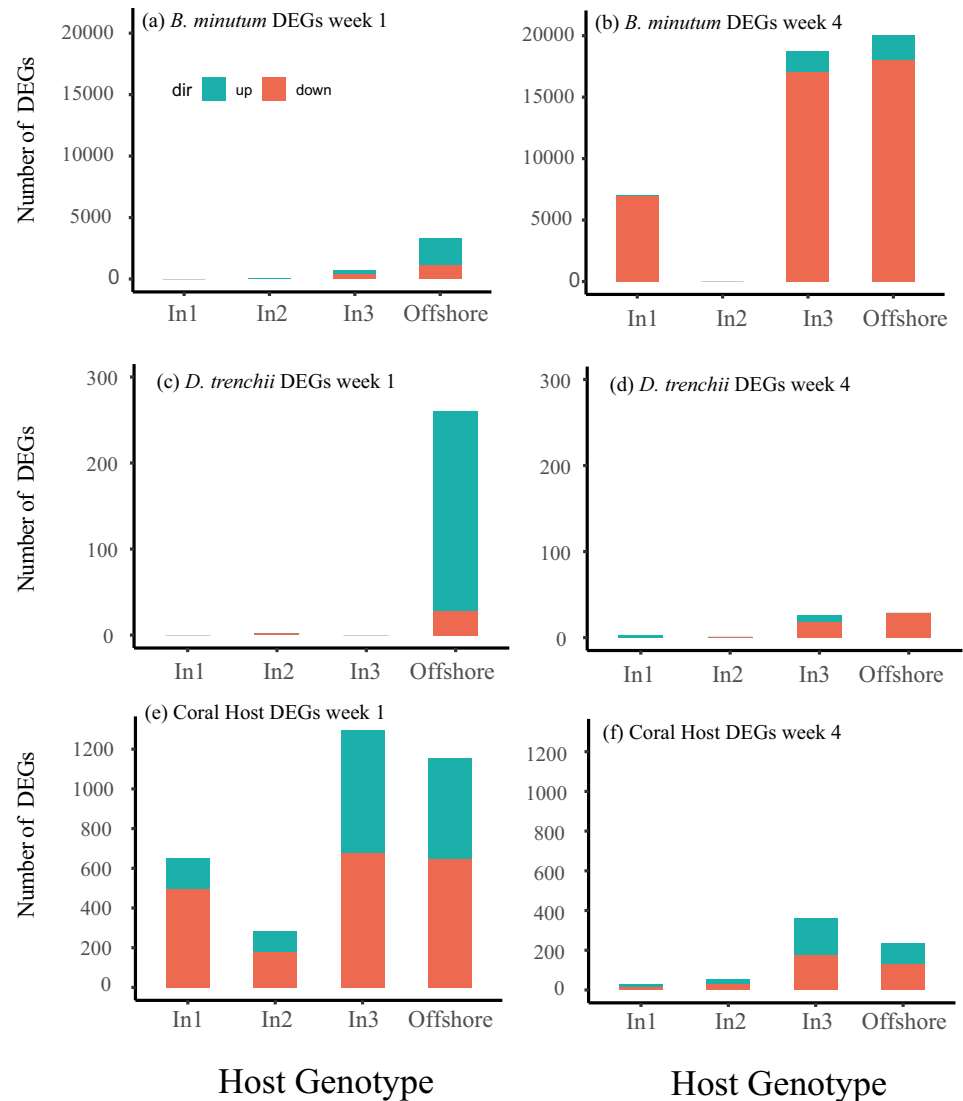 (a) B. minutum DEGs week 1
20000
15000
10000
5000
0
dir up down
Number of DEGs
In1 In2 In3 Offshore
(b) B. minutum DEGs week 4
20000
15000
10000
5000
0
In1 In2 In3 Offshore
(c) D. trenchii DEGs week 1
300
200
100
0
Number of DEGs
In1 In2 In3 Offshore
(d) D. trenchii DEGs week 4
300
200
100
0
In1 In2 In3 Offshore
(e) Coral Host DEGs week 1
1200
1000
800
600
400
200
0
Number of DEGs
In1 In2 In3 Offshore
Host Genotype
(f) Coral Host DEGs week 4
1200
1000
800
600
400
200
0
In1 In2 In3 Offshore
Host Genotype